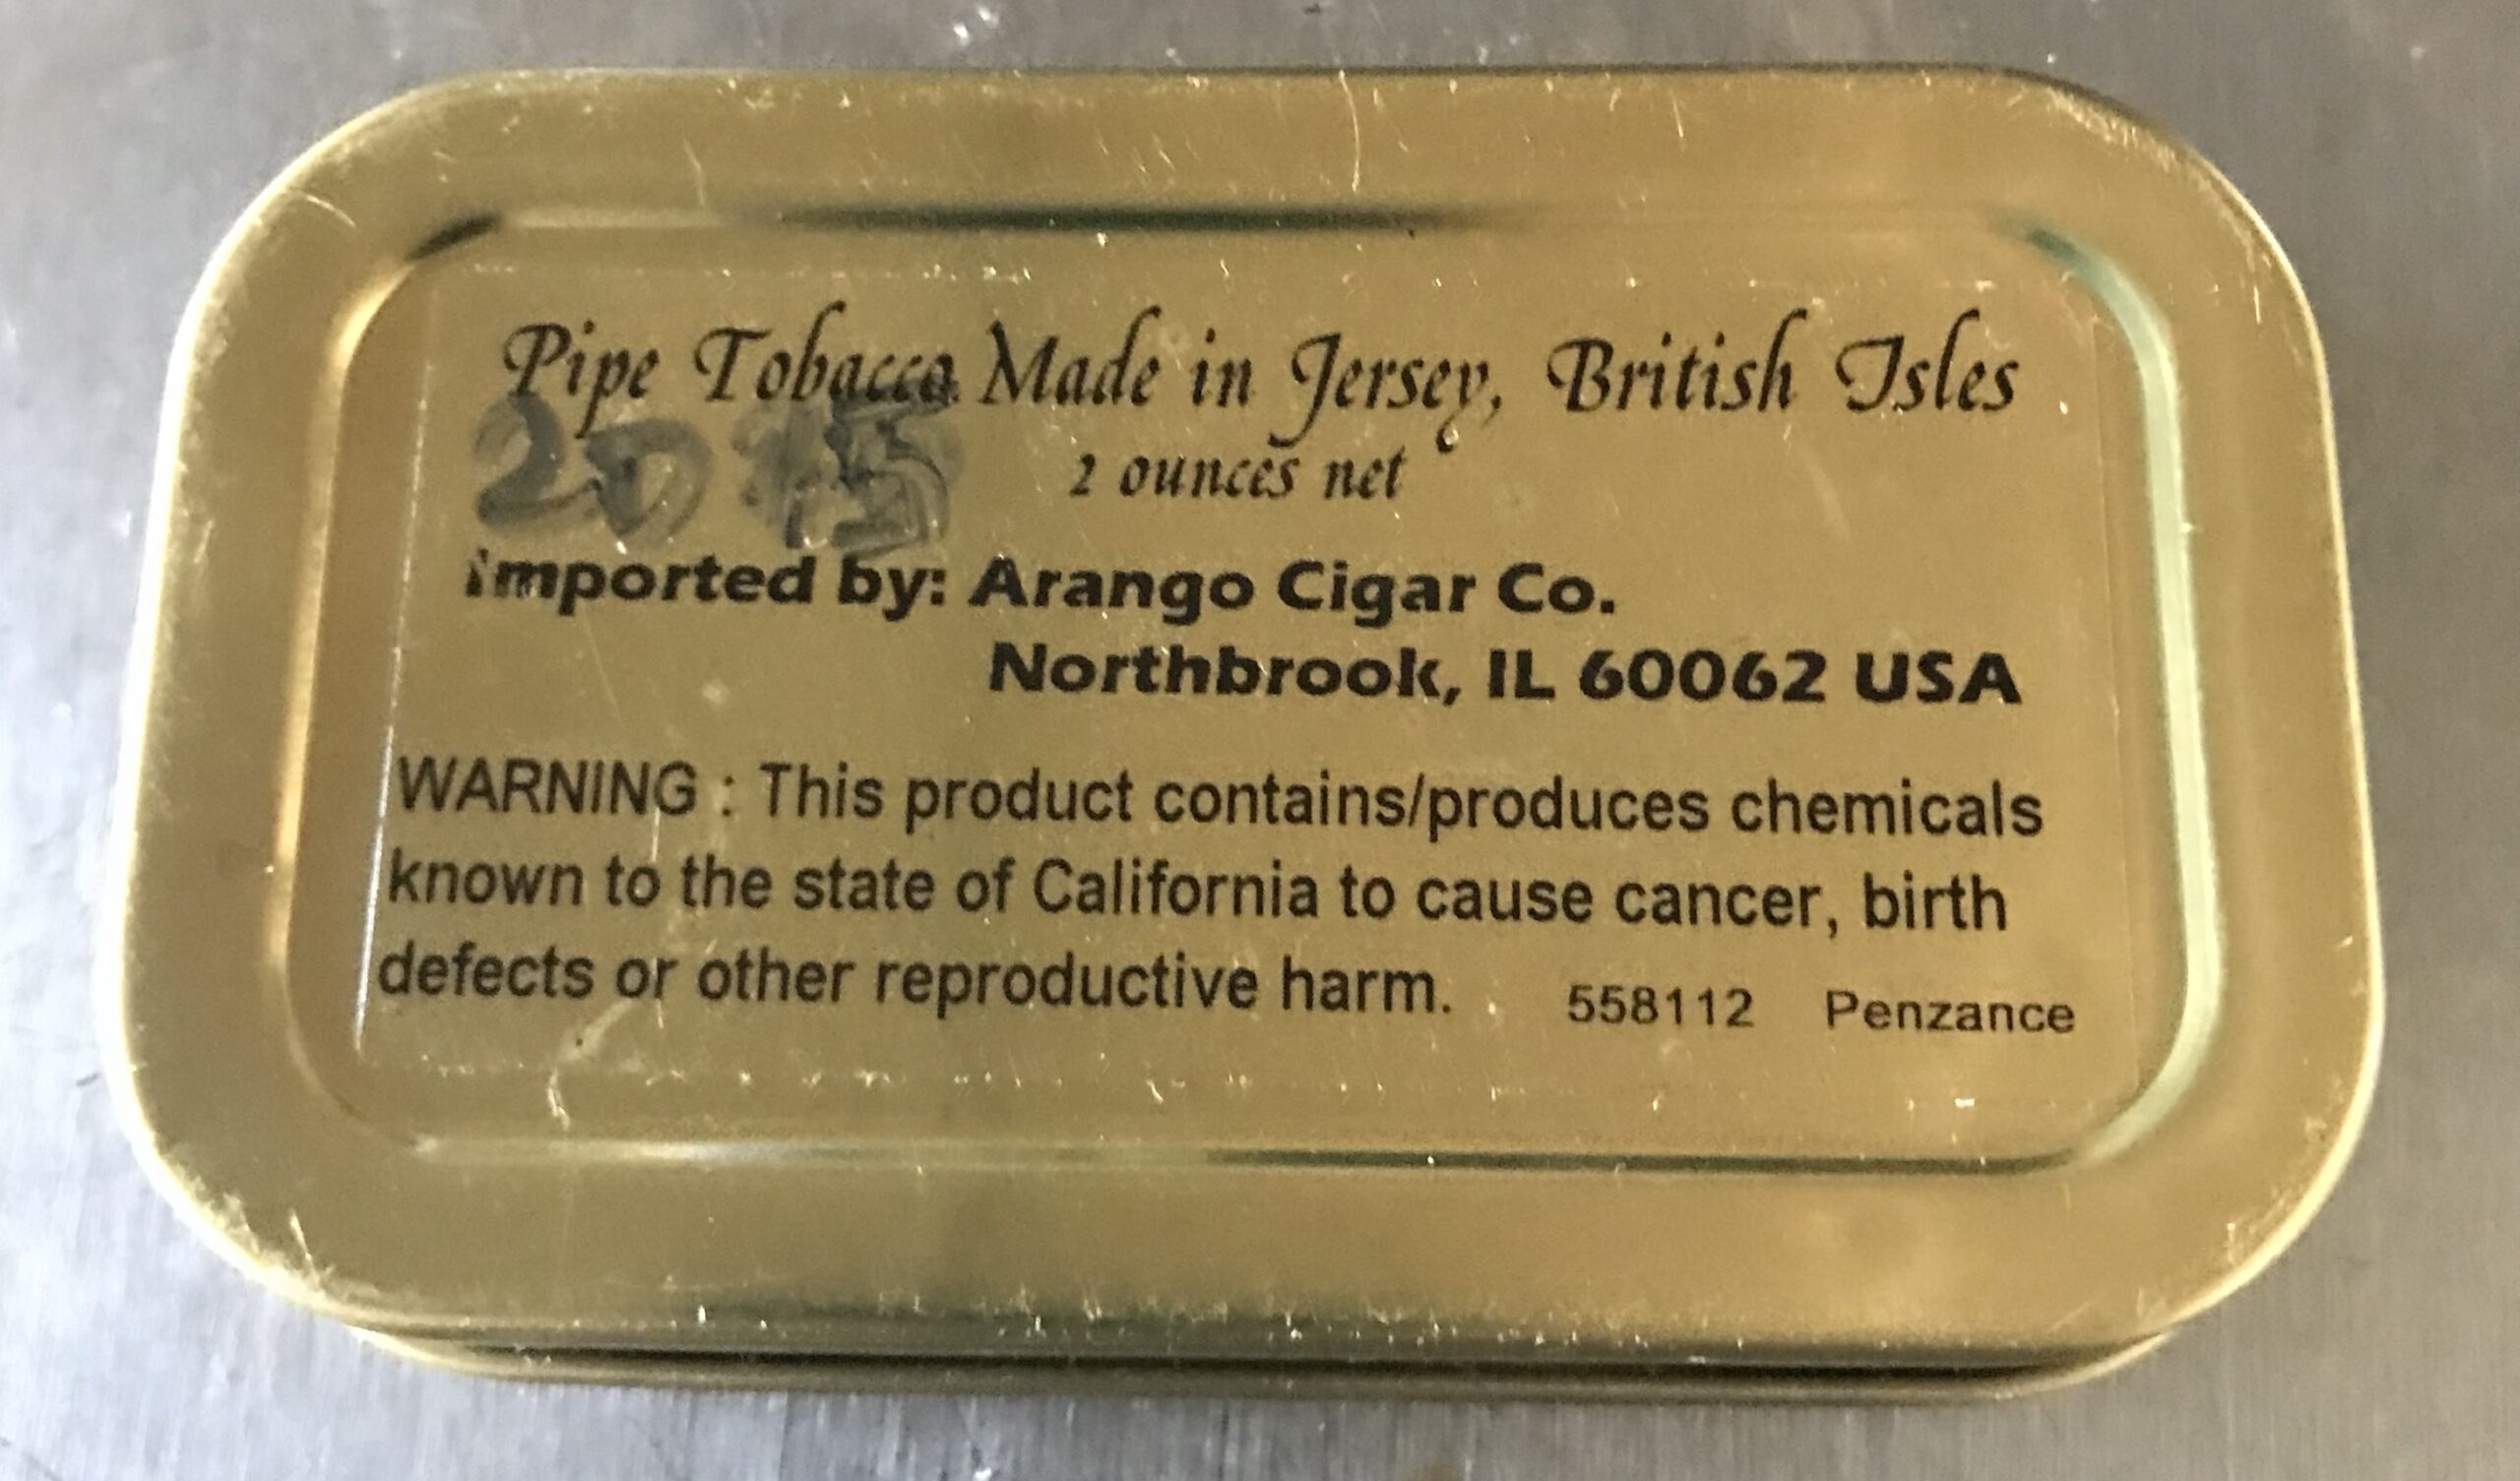 Pipe Tobacco Made in Jersey, British Isles
2015
2 ounces net
Imported by: Arango Cigar Co.
Northbrook, IL 60062 USA
WARNING : This product contains/produces chemicals
known to the state of California to cause cancer, birth
defects or other reproductive harm.
558112 Penzance